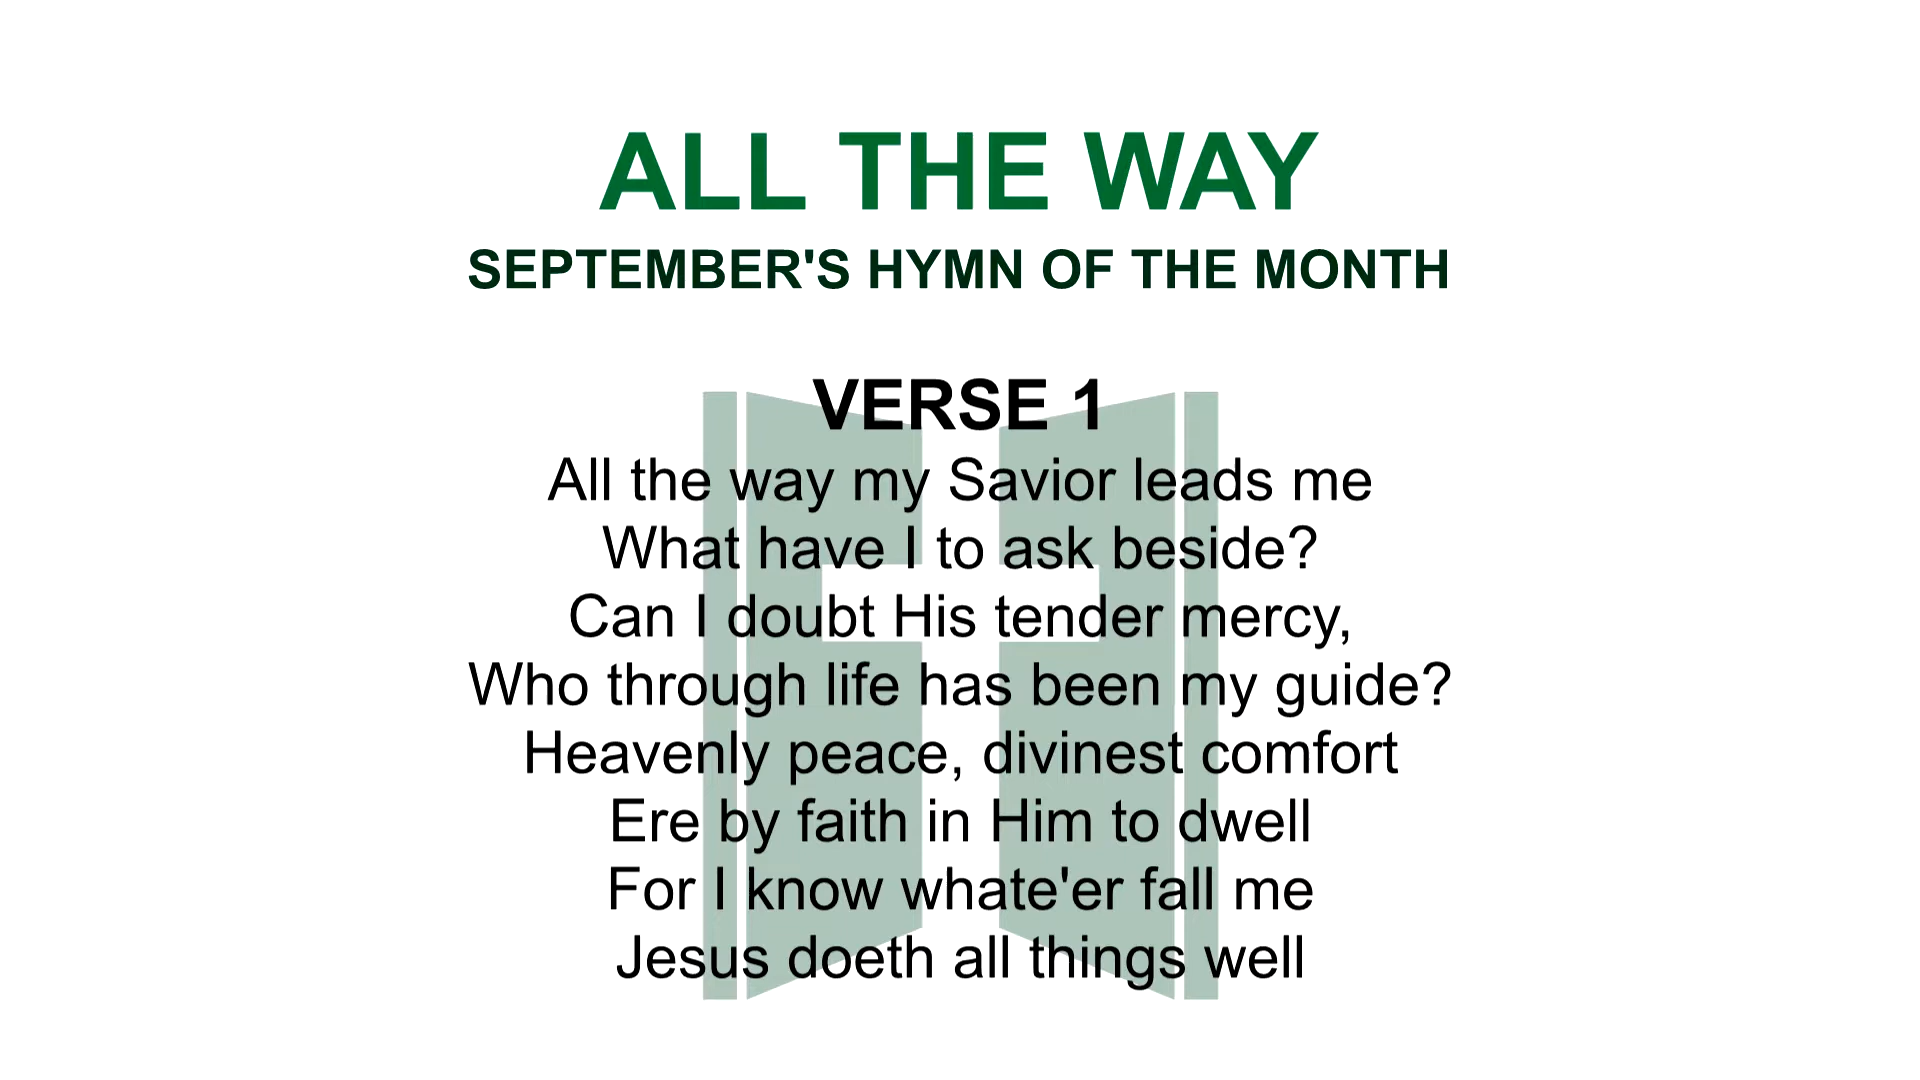 ALL THE WAY
SEPTEMBER'S HYMN OF THE MONTH
VERSE 1
All the way my Savior leads me
What have I to ask beside?
Can I doubt His tender mercy,
Who through life has been my guide?
Heavenly peace, divinest comfort
Ere by faith in Him to dwell
For I know whate'er fall me
Jesus doeth all things well